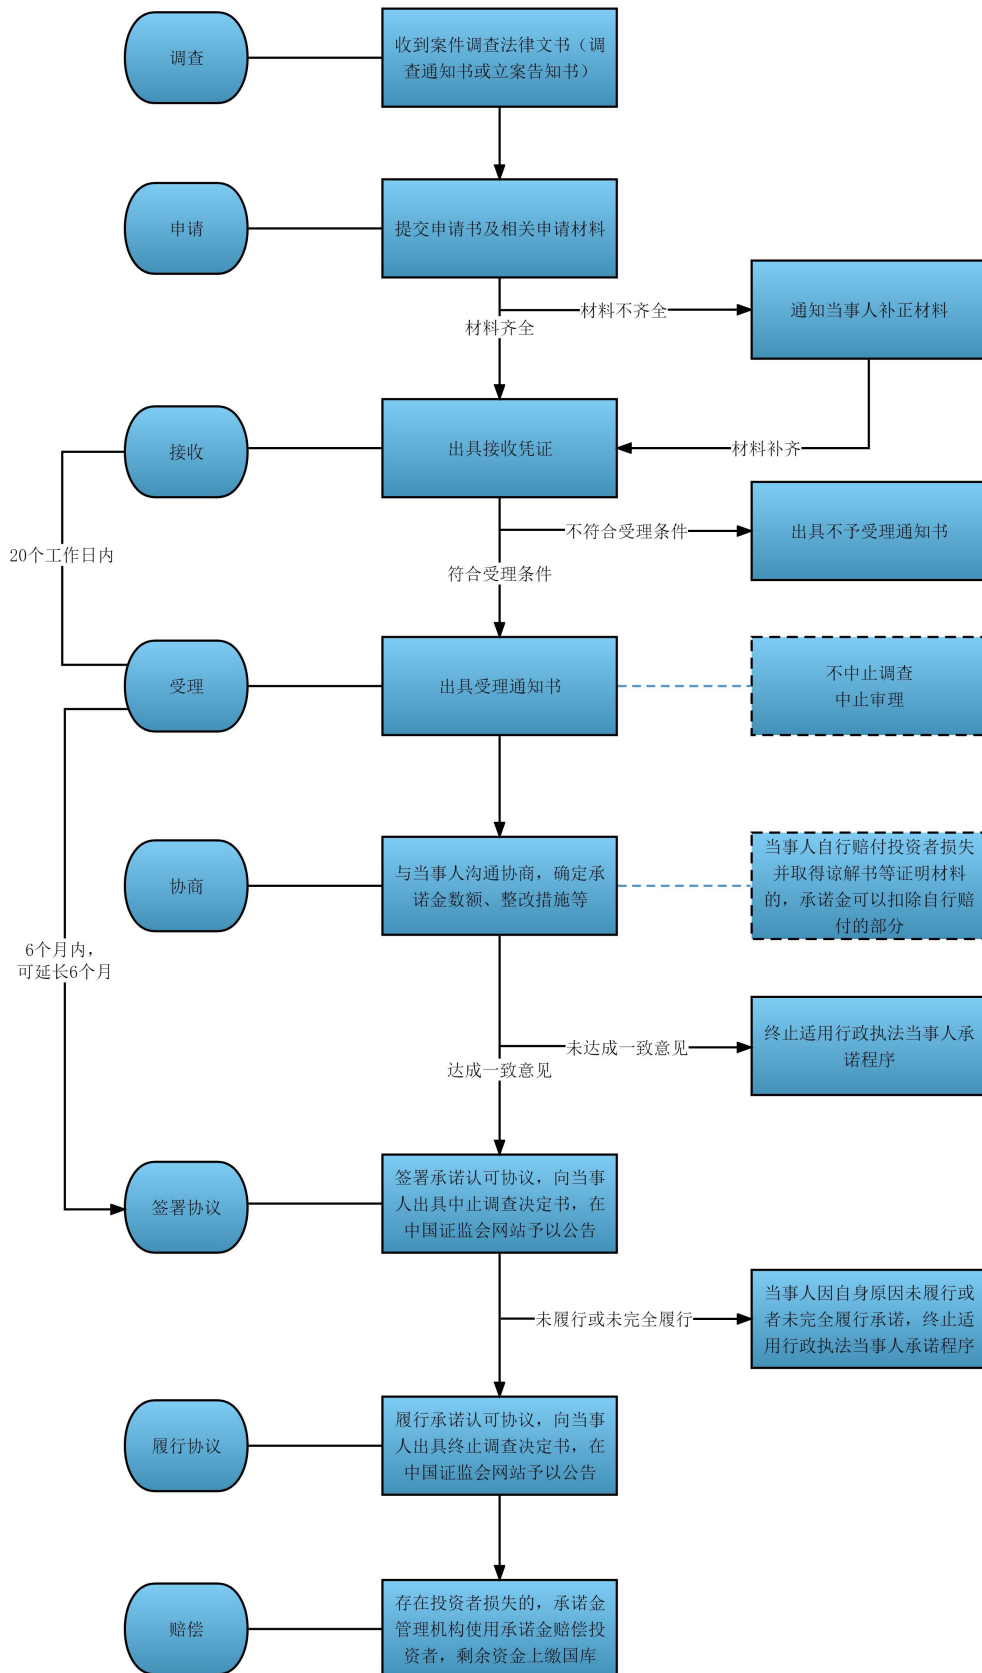 调查
收到案件调查法律文书（调
查通知书或立案告知书）
申请
提交申请书及相关申请材料
材料不齐全
通知当事人补正材料
材料齐全
接收
出具接收凭证
材料补齐
不符合受理条件
出具不予受理通知书
20个工作日内
符合受理条件
受理
出具受理通知书
不中止调查
中止审理
协商
与当事人沟通协商，确定承
诺金数额、整改措施等
当事人自行赔付投资者损失
并取得谅解书等证明材料
的，承诺金可以扣除自行赔
付的部分
6个月内，
可延长6个月
未达成一致意见
终止适用行政执法当事人承
诺程序
达成一致意见
签署协议
签署承诺认可协议，向当事
人出具中止调查决定书，在
中国证监会网站予以公告
未履行或未完全履行
当事人因自身原因未履行或
者未完全履行承诺，终止适
用行政执法当事人承诺程序
履行协议
履行承诺认可协议，向当事
人出具终止调查决定书，在
中国证监会网站予以公告
赔偿
存在投资者损失的，承诺金
管理机构使用承诺金赔偿投
资者，剩余资金上缴国库